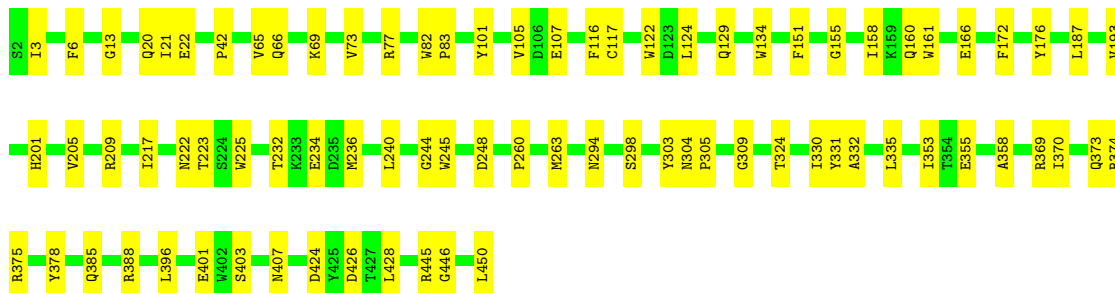 S2 I3 F6 G13 Q20 I21 E22 P42 V65 Q66 K69 V73 R77 W82 P83 Y101 V105 D106 E107 F116 C117 W122 D123 L124 Q129 W134 F151 G155 I158 K159 Q160 W161 E166 F172 Y176 L187
H201 V205 R209 I217 N222 T223 S224 W225 T232 K233 E234 D235 M236 L240 G244 W245 D248 P260 M263 N294 S298 Y303 N304 P305 G309 T324 I330 Y331 A332 L335 I353 T354 E355 A358 R369 I370 Q373
R375 Y378 Q385 R388 L396 E401 W402 S403 N407 D424 Y425 D426 T427 L428 R445 G446 L450